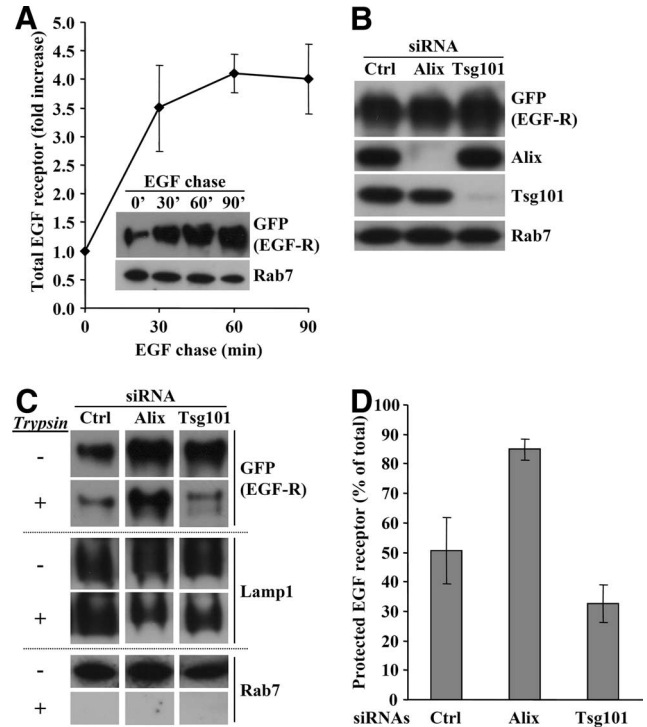 A
Total EGF receptor (fold increase)
5.0
4.5
4.0
3.5
3.0
2.5
2.0
1.5
1.0
0.5
0.0
0 30 60 90
EGF chase (min)
EGF chase
0’ 30’ 60’ 90’
GFP
(EGF-R)
Rab7
B
siRNA
Ctrl Alix Tsg101
GFP
(EGF-R)
Alix
Tsg101
Rab7
C
siRNA
Trypsin Ctrl Alix Tsg101
-
GFP
(EGF-R)
+
-
Lamp1
+
-
Rab7
+
D
Protected EGF receptor (% of total)
100
90
80
70
60
50
40
30
20
10
0
siRNAs Ctrl Alix Tsg101